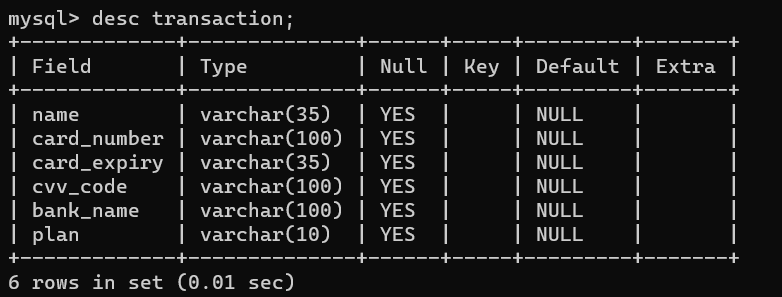 mysql> desc transaction;
+-------------+--------------+------+-----+---------+-------+
| Field       | Type         | Null | Key | Default | Extra |
+-------------+--------------+------+-----+---------+-------+
| name        | varchar(35)  | YES  |     | NULL    |       |
| card_number | varchar(100) | YES  |     | NULL    |       |
| card_expiry | varchar(35)  | YES  |     | NULL    |       |
| cvv_code    | varchar(100) | YES  |     | NULL    |       |
| bank_name   | varchar(100) | YES  |     | NULL    |       |
| plan        | varchar(10)  | YES  |     | NULL    |       |
+-------------+--------------+------+-----+---------+-------+
6 rows in set (0.01 sec)